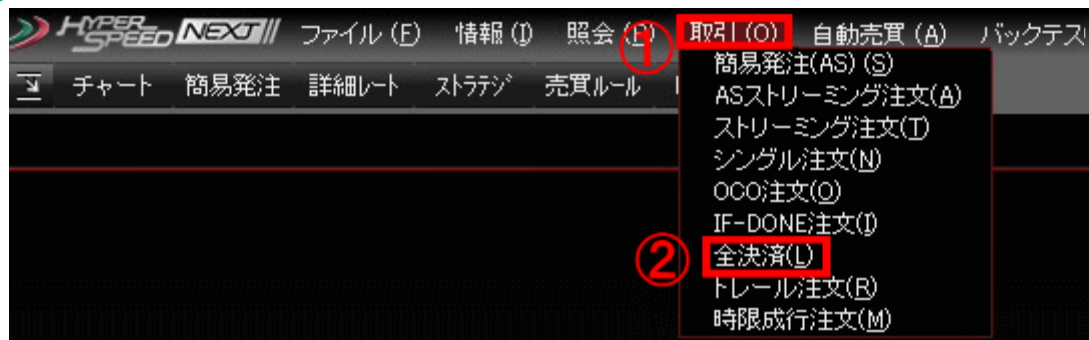 HYPER SPEED NEXT ファイル(F) 情報(I) 照会(R) 取引(O) 自動売買(A) バックテス
①
チャート 簡易発注 詳細レート ストラテジ 売買ルール
簡易発注(AS)(S)
ASストリーミング注文(A)
ストリーミング注文(T)
シングル注文(N)
OCO注文(O)
IF-DONE注文(I)
② 全決済(L)
トレール注文(R)
時限成行注文(M)